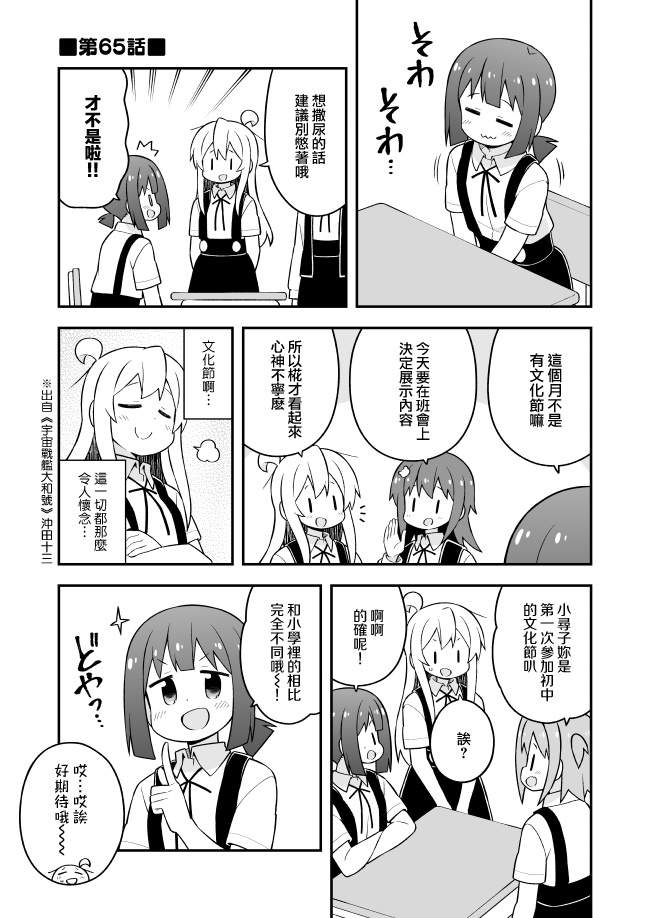 ■第65話■
そわ
そわ…
想撒尿的話
建議別憋著哦
才不是啦!!
這個月不是
有文化節嘛
今天要在班會上
決定展示內容
所以椛才看起來
心神不寧麼
文化節啊…
這一切都那麼
令人懷念…
※出自《宇宙戰艦大和號》沖田十三
小尋子妳是
第一次參加初中
的文化節叭
誒?
啊啊
的確呢!
和小學裡的相比
完全不同哦~!
どやっ…
哎…哎誒
好期待哦~~~